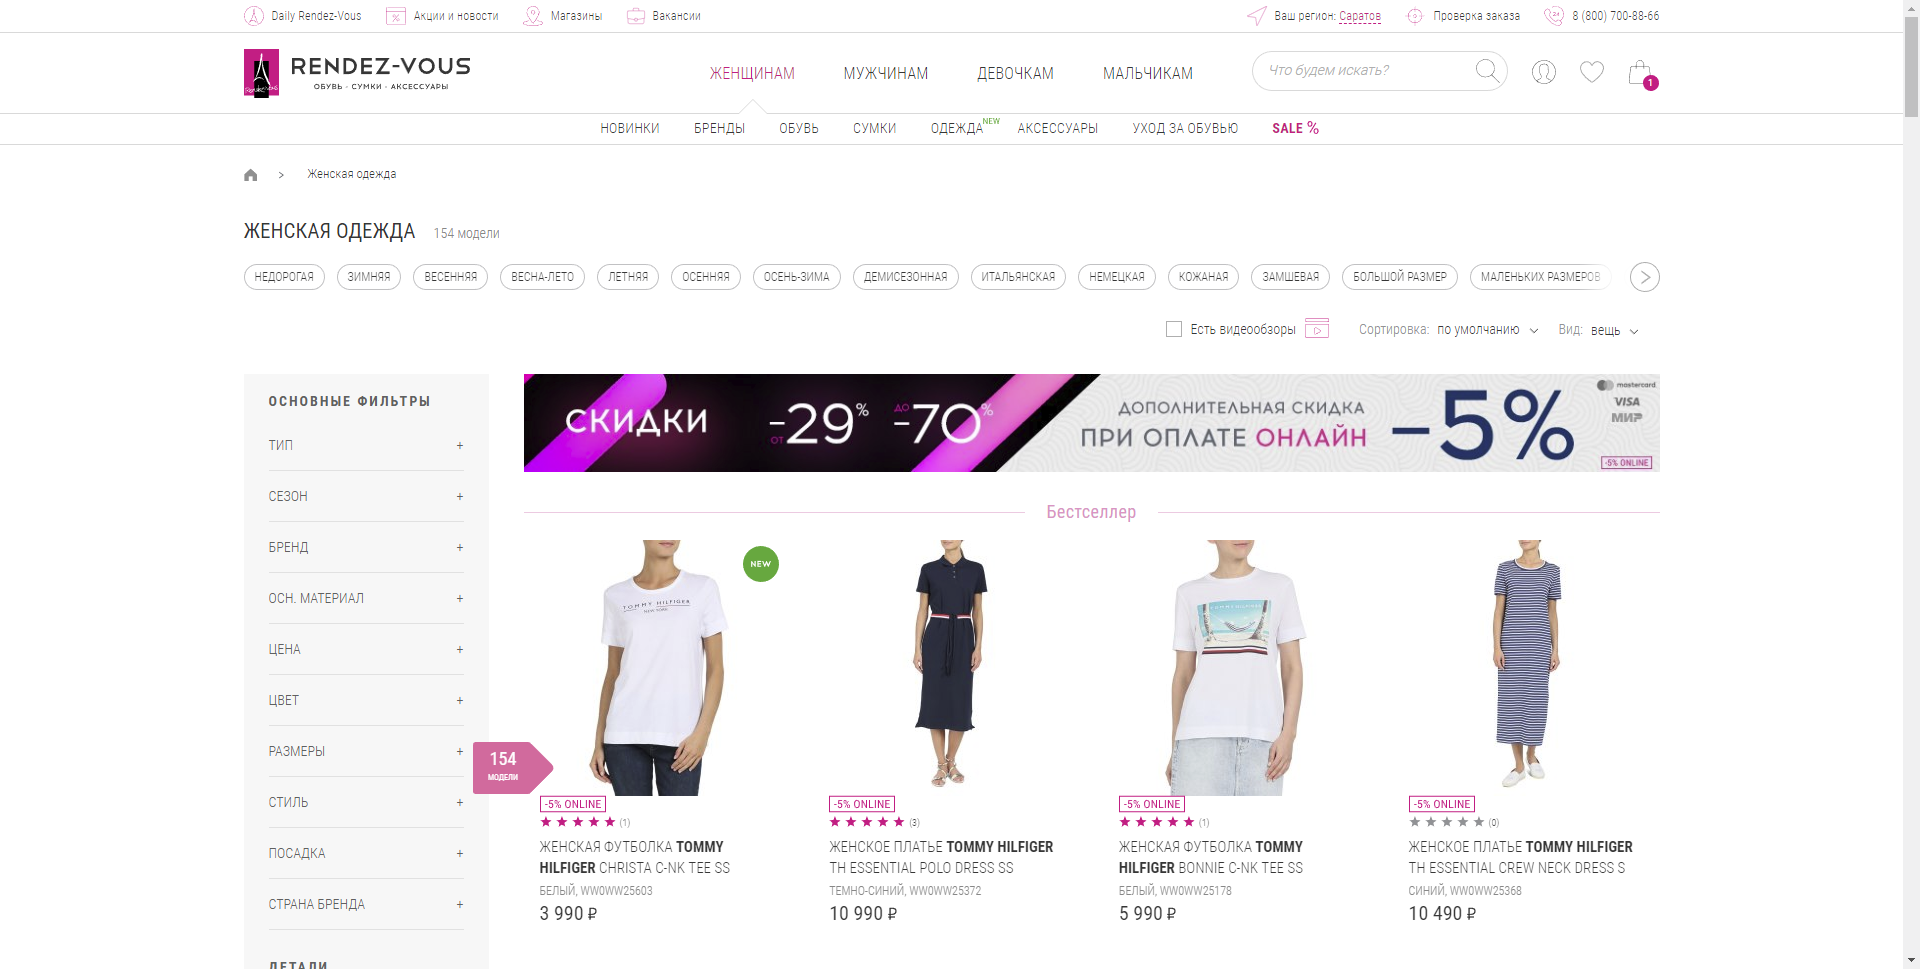 Daily Rendez-Vous
Акции и новости
Магазины
Вакансии
Ваш регион: Саратов
Проверка заказа
8 (800) 700-88-66
RENDEZ-VOUS
ОБУВЬ · СУМКИ · АКСЕССУАРЫ
ЖЕНЩИНАМ
МУЖЧИНАМ
ДЕВОЧКАМ
МАЛЬЧИКАМ
Что будем искать?
1
НОВИНКИ
БРЕНДЫ
ОБУВЬ
СУМКИ
ОДЕЖДА NEW
АКСЕССУАРЫ
УХОД ЗА ОБУВЬЮ
SALE %
> Женская одежда
ЖЕНСКАЯ ОДЕЖДА 154 модели
НЕДОРОГАЯ
ЗИМНЯЯ
ВЕСЕННЯЯ
ВЕСНА-ЛЕТО
ЛЕТНЯЯ
ОСЕННЯЯ
ОСЕНЬ-ЗИМА
ДЕМИСЕЗОННАЯ
ИТАЛЬЯНСКАЯ
НЕМЕЦКАЯ
КОЖАНАЯ
ЗАМШЕВАЯ
БОЛЬШОЙ РАЗМЕР
МАЛЕНЬКИХ РАЗМЕРОВ
Есть видеообзоры
Сортировка: по умолчанию
Вид: вещь
ОСНОВНЫЕ ФИЛЬТРЫ
ТИП +
СЕЗОН +
БРЕНД +
ОСН. МАТЕРИАЛ +
ЦЕНА +
ЦВЕТ +
РАЗМЕРЫ +
СТИЛЬ +
ПОСАДКА +
СТРАНА БРЕНДА +
ДЕТАЛИ
154
МОДЕЛИ
СКИДКИ ОТ -29% ДО -70%
ДОПОЛНИТЕЛЬНАЯ СКИДКА
ПРИ ОПЛАТЕ ОНЛАЙН
-5%
mastercard
VISA
МИР
-5% ONLINE
Бестселлер
TOMMY HILFIGER
NEW YORK
NEW
-5% ONLINE
(1)
ЖЕНСКАЯ ФУТБОЛКА TOMMY
HILFIGER CHRISTA C-NK TEE SS
БЕЛЫЙ, WW0WW25603
3 990 ₽
-5% ONLINE
(3)
ЖЕНСКОЕ ПЛАТЬЕ TOMMY HILFIGER
TH ESSENTIAL POLO DRESS SS
ТЕМНО-СИНИЙ, WW0WW25372
10 990 ₽
-5% ONLINE
(1)
ЖЕНСКАЯ ФУТБОЛКА TOMMY
HILFIGER BONNIE C-NK TEE SS
БЕЛЫЙ, WW0WW25178
5 990 ₽
-5% ONLINE
(0)
ЖЕНСКОЕ ПЛАТЬЕ TOMMY HILFIGER
TH ESSENTIAL CREW NECK DRESS S
СИНИЙ, WW0WW25368
10 490 ₽